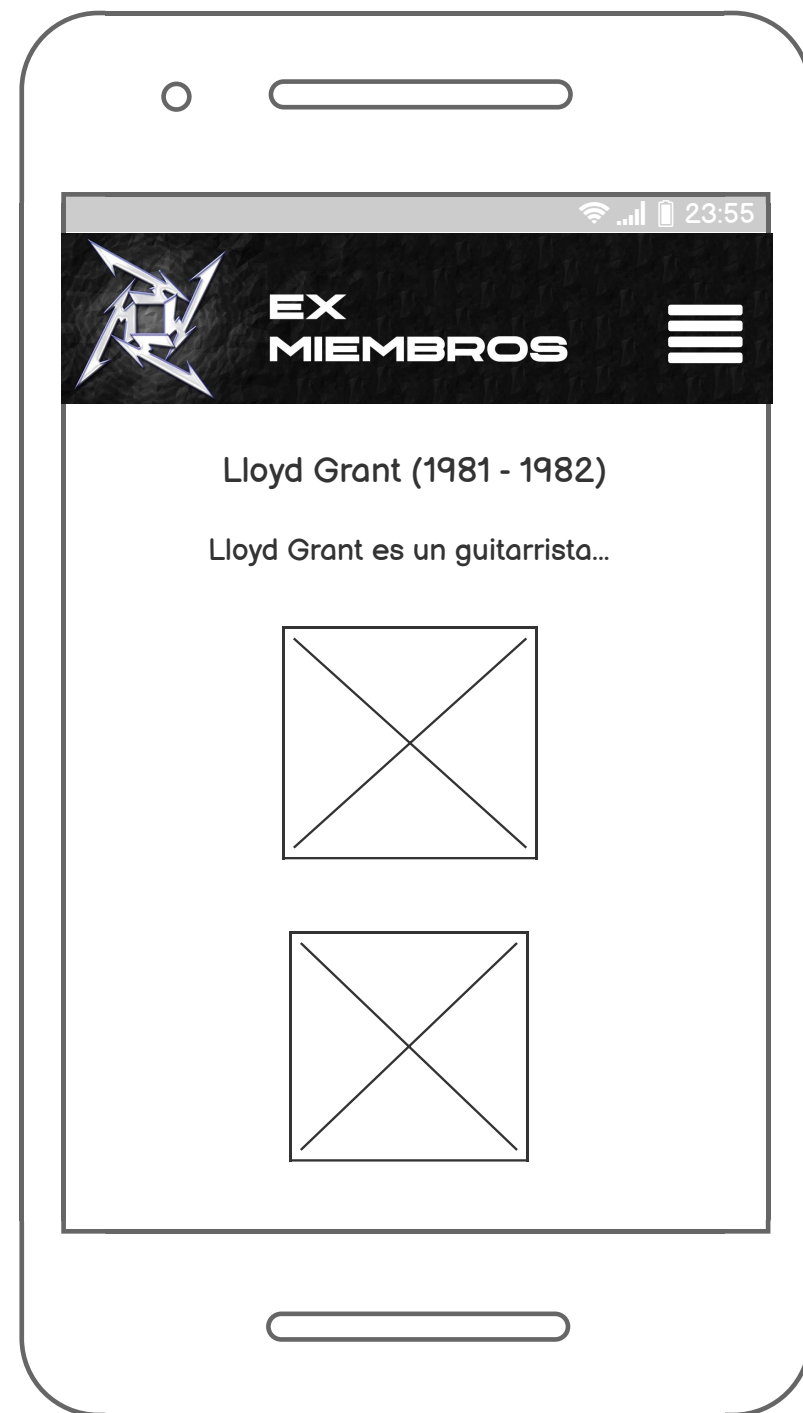 23:55
EX
MIEMBROS
Lloyd Grant (1981 - 1982)
Lloyd Grant es un guitarrista...